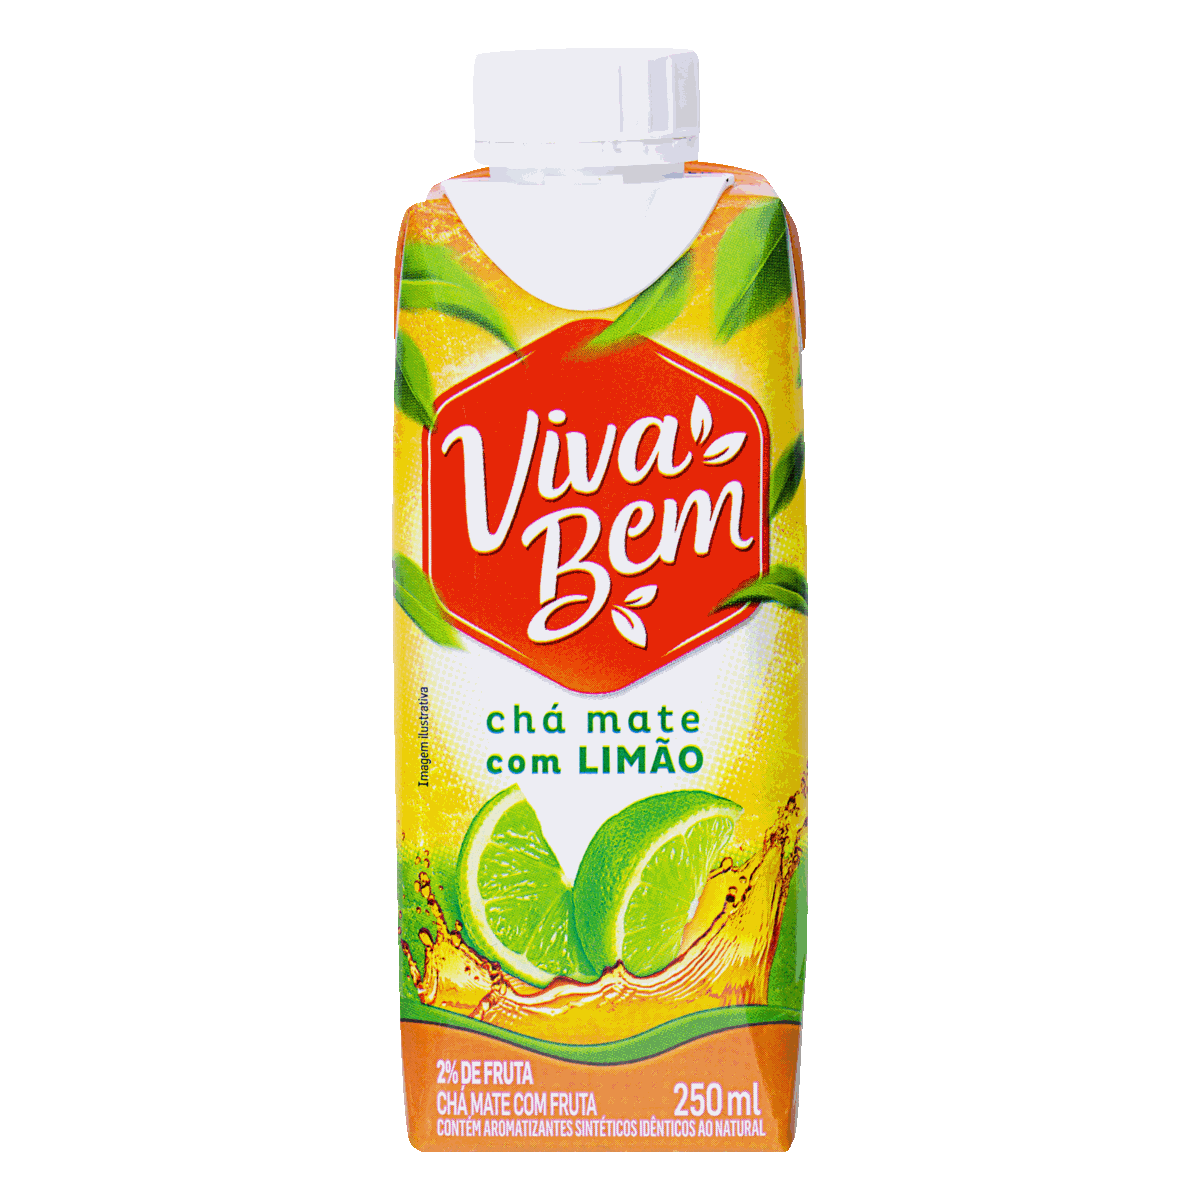 Viva
Bem
chá mate
com LIMÃO
Imagem ilustrativa
2% DE FRUTA
CHÁ MATE COM FRUTA
250 ml
CONTÉM AROMATIZANTES SINTÉTICOS IDÊNTICOS AO NATURAL